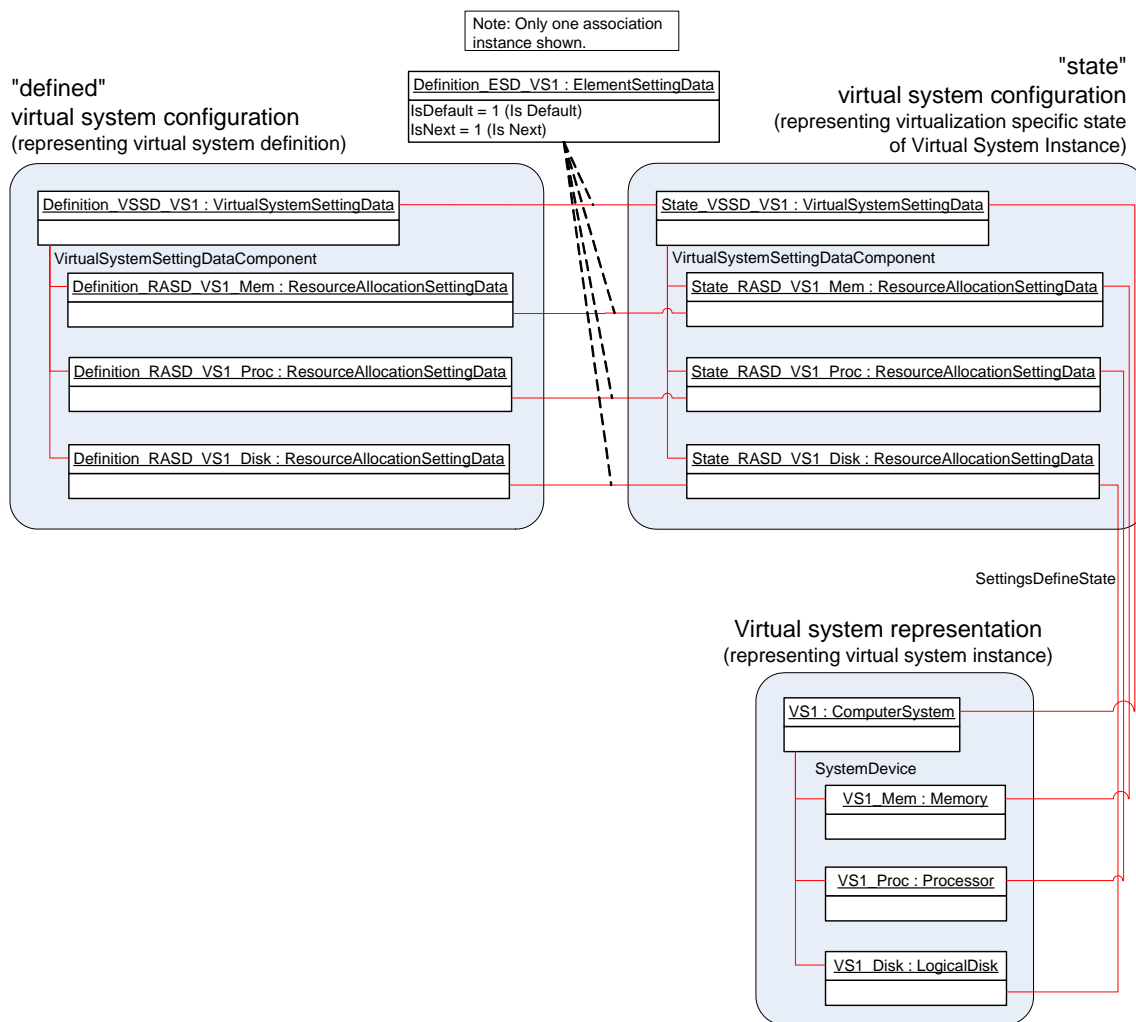 Note: Only one association
instance shown.
"defined"
virtual system configuration
(representing virtual system definition)
Definition_ESD_VS1 : ElementSettingData
IsDefault = 1 (Is Default)
IsNext = 1 (Is Next)
"state"
virtual system configuration
(representing virtualization specific state
of Virtual System Instance)
Definition_VSSD_VS1 : VirtualSystemSettingData
VirtualSystemSettingDataComponent
Definition_RASD_VS1_Mem : ResourceAllocationSettingData
Definition_RASD_VS1_Proc : ResourceAllocationSettingData
Definition_RASD_VS1_Disk : ResourceAllocationSettingData
State_VSSD_VS1 : VirtualSystemSettingData
VirtualSystemSettingDataComponent
State_RASD_VS1_Mem : ResourceAllocationSettingData
State_RASD_VS1_Proc : ResourceAllocationSettingData
State_RASD_VS1_Disk : ResourceAllocationSettingData
SettingsDefineState
Virtual system representation
(representing virtual system instance)
VS1 : ComputerSystem
SystemDevice
VS1_Mem : Memory
VS1_Proc : Processor
VS1_Disk : LogicalDisk